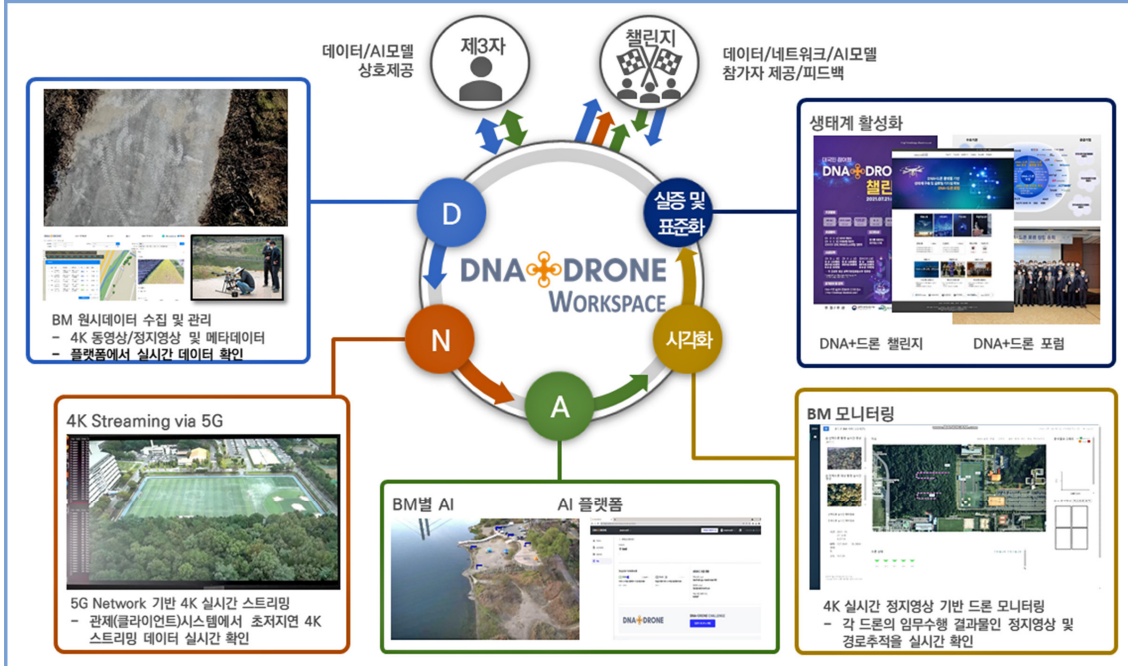 데이터/AI모델
상호제공
제3자
챌린지
데이터/네트워크/AI모델
참가자 제공/피드백
D
N
A
시각화
실증 및
표준화
DNA+DRONE
WORKSPACE
BM 원시데이터 수집 및 관리
- 4K 동영상/정지영상 및 메타데이터
- 플랫폼에서 실시간 데이터 확인
생태계 활성화
DNA+DRO
챌린
2021.07.21
DNA+드론 챌린지
DNA+드론 포럼
4K Streaming via 5G
5G Network 기반 4K 실시간 스트리밍
- 관제(클라이언트)시스템에서 초저지연 4K
스트리밍 데이터 실시간 확인
BM별 AI
AI 플랫폼
DNA+DRONE
BM 모니터링
4K 실시간 정지영상 기반 드론 모니터링
- 각 드론의 임무수행 결과물인 정지영상 및
경로추적을 실시간 확인